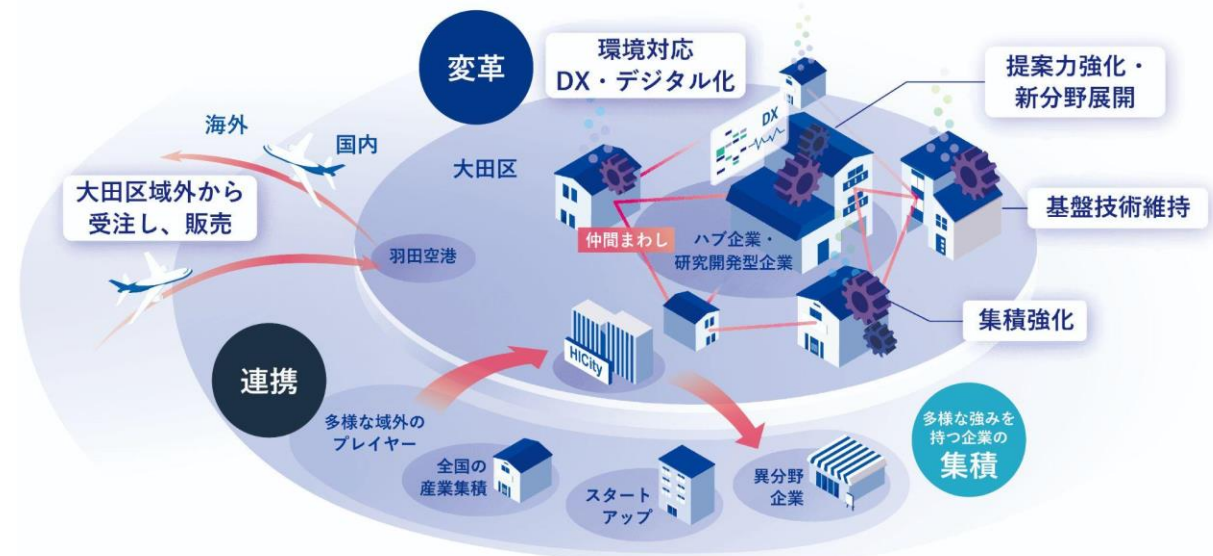 変革
環境対応
DX・デジタル化
提案力強化・
新分野展開
DX
海外
国内
大田区
大田区域外から
受注し、販売
基盤技術維持
仲間まわし
ハブ企業・
研究開発型企業
羽田空港
集積強化
HICity
連携
多様な域外の
プレイヤー
多様な強みを
持つ企業の
集積
全国の
産業集積
スタート
アップ
異分野
企業